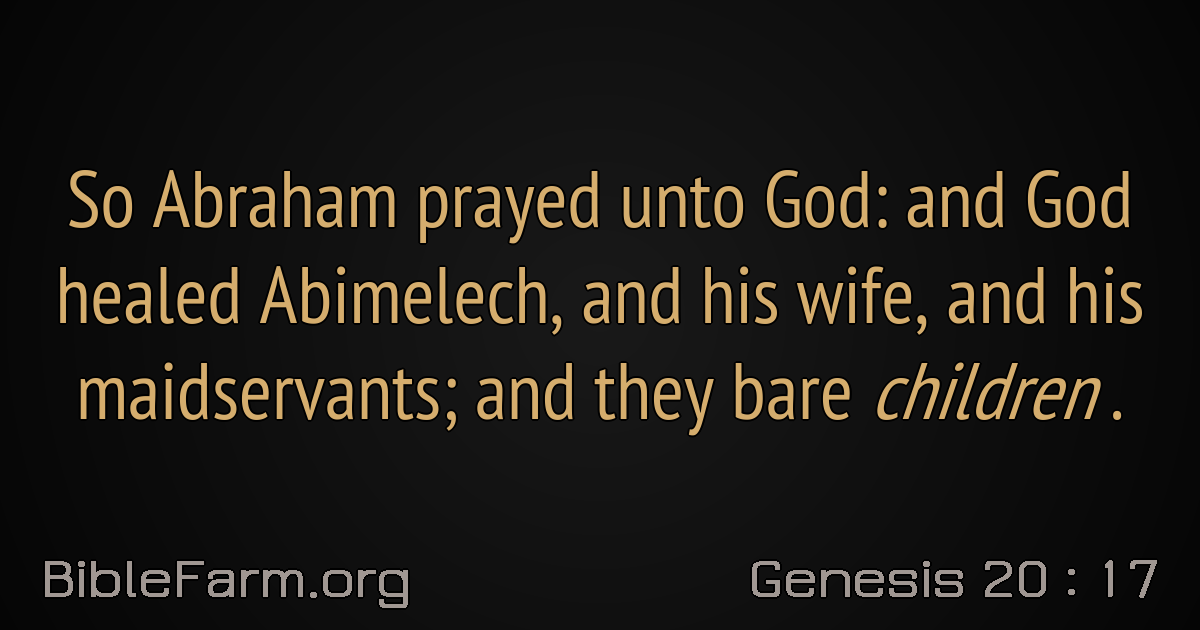 So Abraham prayed unto God: and God
healed Abimelech, and his wife, and his
maidservants; and they bare children .
BibleFarm.org
Genesis 20 : 17